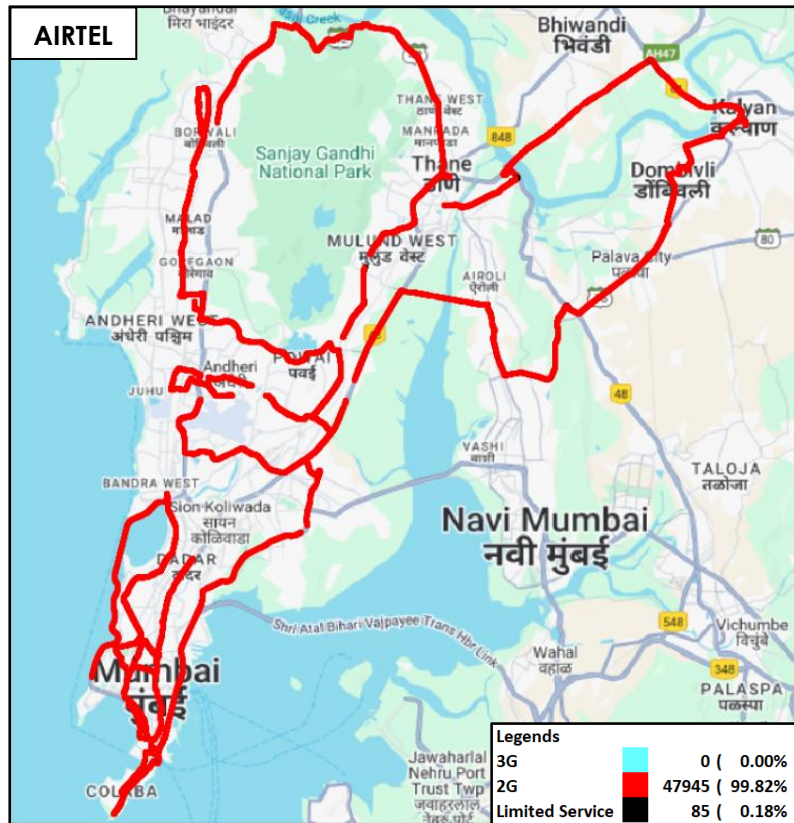 AIRTEL
मिरा भाईंदर
Bhiwandi
भिवंडी
AH47
THANE WEST
ठाणे वेस्ट
MANPADA
मानपाडा
848
Thane
ठाणे
Kalyan
कल्याण
Dombivli
डोंबिवली
BORIVALI
बोरिवली
Sanjay Gandhi
National Park
MALAD
मालाड
GOREGAON
गोरेगाव
MULUND WEST
मुलुंड वेस्ट
AIROLI
ऐरोली
Palava City
पलावा
80
ANDHERI WEST
अंधेरी पश्चिम
POWAI
पवई
Andheri
अंधेरी
JUHU
48
VASHI
वाशी
TALOJA
तळोजा
BANDRA WEST
Sion Koliwada
सायन
कोळिवाडा
DADAR
दादर
Navi Mumbai
नवी मुंबई
Shri Atal Bihari Vajpayee Trans Hbr Link
548
Vichumbe
विचुंबे
Wahal
वहाळ
348
Mumbai
मुंबई
PALASPA
पळस्पा
COLABA
Jawaharlal
Nehru Port
Trust Twp
जवाहरलाल
नेहरू पोर्ट
Legends
3G 0 ( 0.00%
2G 47945 ( 99.82%
Limited Service 85 ( 0.18%